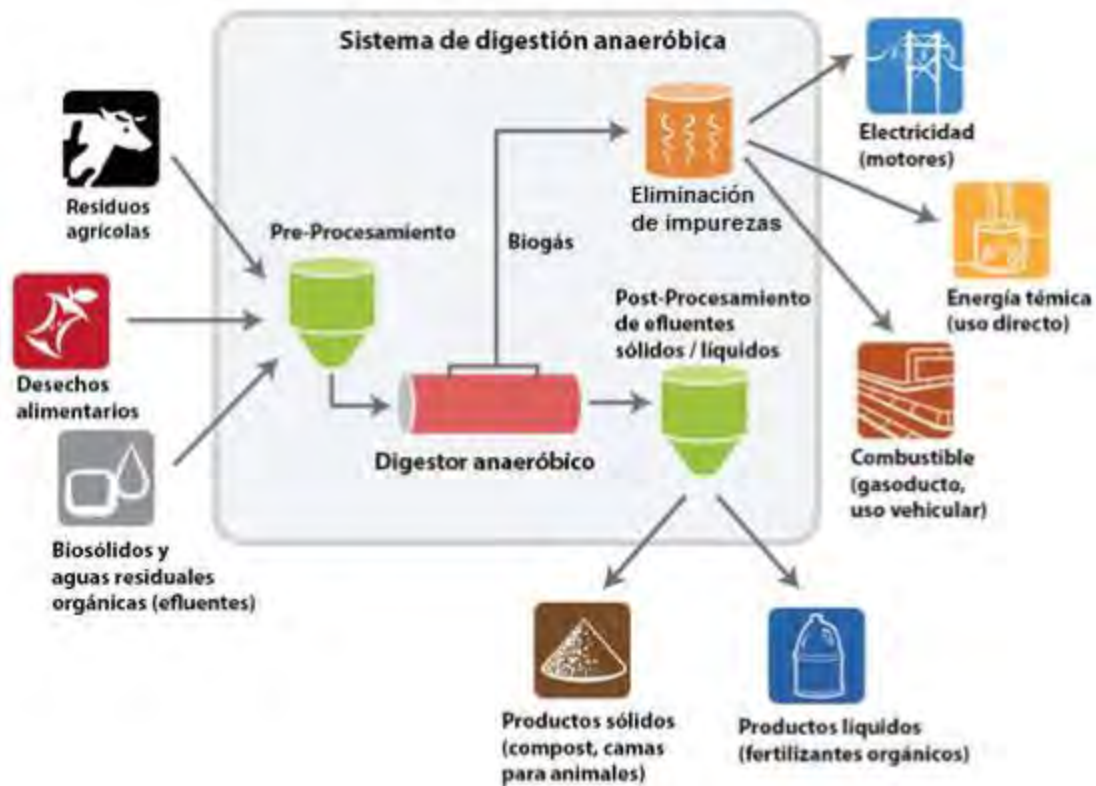 Sistema de digestión anaeróbica
Residuos
agrícolas
Desechos
alimentarios
Biosólidos y
aguas residuales
orgánicas (efluentes)
Pre-Procesamiento
Digestor anaeróbico
Biogás
Eliminación
de impurezas
Post-Procesamiento
de efluentes
sólidos / líquidos
Electricidad
(motores)
Energía témica
(uso directo)
Combustible
(gasoducto,
uso vehicular)
Productos sólidos
(compost, camas
para animales)
Productos líquidos
(fertilizantes orgánicos)